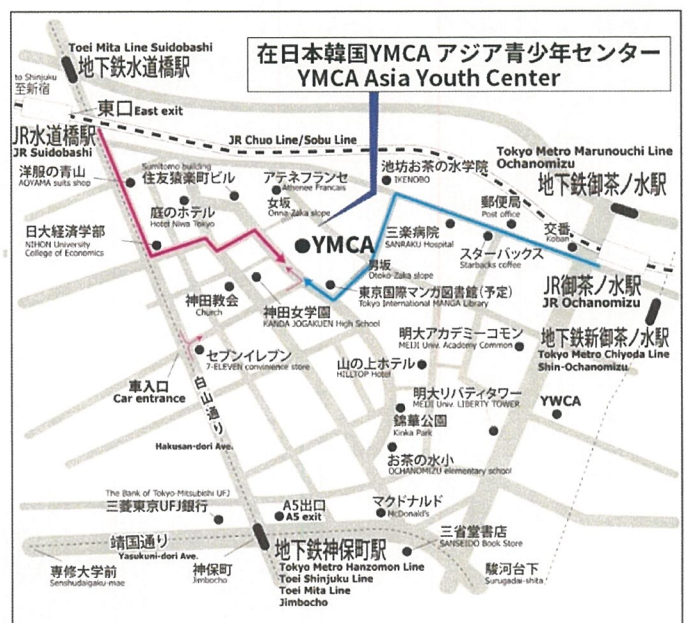 在日本韓国YMCA アジア青少年センター
YMCA Asia Youth Center
Toei Mita Line Suidobashi
地下鉄水道橋駅
to Shinjuku
至新宿
東口 East exit
JR水道橋駅
JR Suidobashi
JR Chuo Line/Sobu Line
Tokyo Metro Marunouchi Line
Ochanomizu
地下鉄御茶ノ水駅
洋服の青山
AOYAMA suits shop
Sumitomo building
住友猿楽町ビル
アテネフランセ
Athenee Francais
池坊お茶の水学院
IKENOBO
庭のホテル
Hotel Niwa Tokyo
女坂
Onna-Zaka slope
郵便局
Post office
日大経済学部
NIHON University
College of Economics
YMCA
三楽病院
SANRAKU Hospital
スターバックス
Starbacks coffee
交番
Koban
男坂
Otoko-Zaka slope
JR御茶ノ水駅
JR Ochanomizu
神田教会
Church
神田女学園
KANDA JOGAKUEN High School
東京国際マンガ図書館(予定)
Tokyo International MANGA Library
明大アカデミーコモン
MEIJI Univ. Academy Common
地下鉄新御茶ノ水駅
Tokyo Metro Chiyoda Line
Shin-Ochanomizu
セブンイレブン
7-ELEVEN convinience store
山の上ホテル
HILLTOP Hotel
車入口
Car entrance
白山通り
Hakusan-dori Ave.
明大リバティタワー
MEIJI Univ. LIBERTY TOWER
YWCA
錦華公園
Kinka Park
お茶の水小
OCHANOMIZU elementary school
The Bank of Tokyo-Mitsubishi UFJ
三菱東京UFJ銀行
A5出口
A5 exit
マクドナルド
McDonald's
靖国通り
Yasukuni-dori Ave.
地下鉄神保町駅
Tokyo Metro Hanzomon Line
Toei Shinjuku Line
Toei Mita Line
Jimbocho
三省堂書店
SANSEIDO Book Store
専修大学前
Senshudaigaku-mae
神保町
Jimbocho
駿河台下
Surugadai-shita